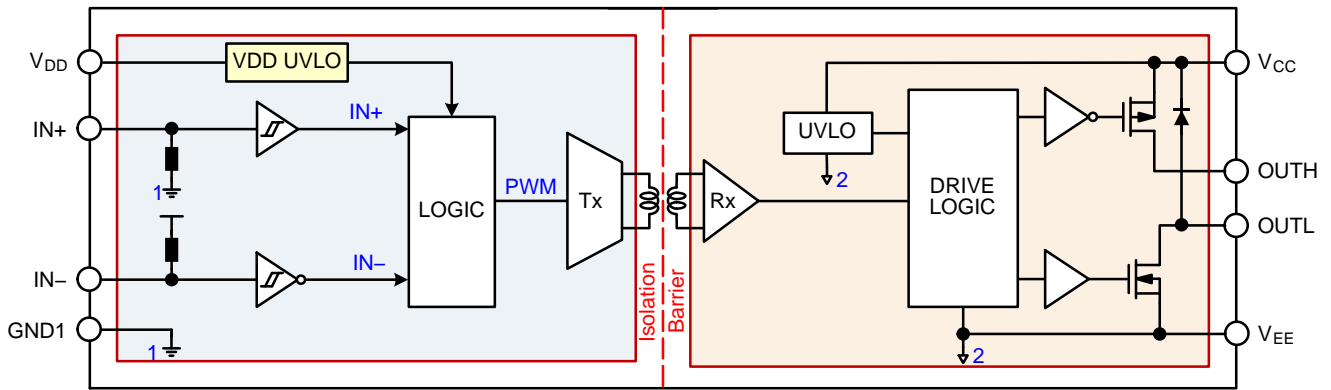 VDD
VDD UVLO
VCC
IN+
IN+
UVLO
1
2
OUTH
PWM
Tx
Rx
LOGIC
DRIVE
LOGIC
OUTL
IN–
IN–
Isolation
Barrier
GND1
1
2
VEE